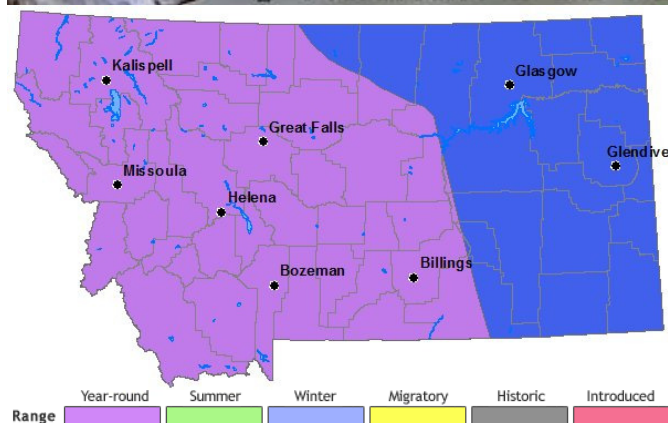 Kalispell
Glasgow
Great Falls
Glendive
Missoula
Helena
Bozeman
Billings
Year-round Summer Winter Migratory Historic Introduced
Range